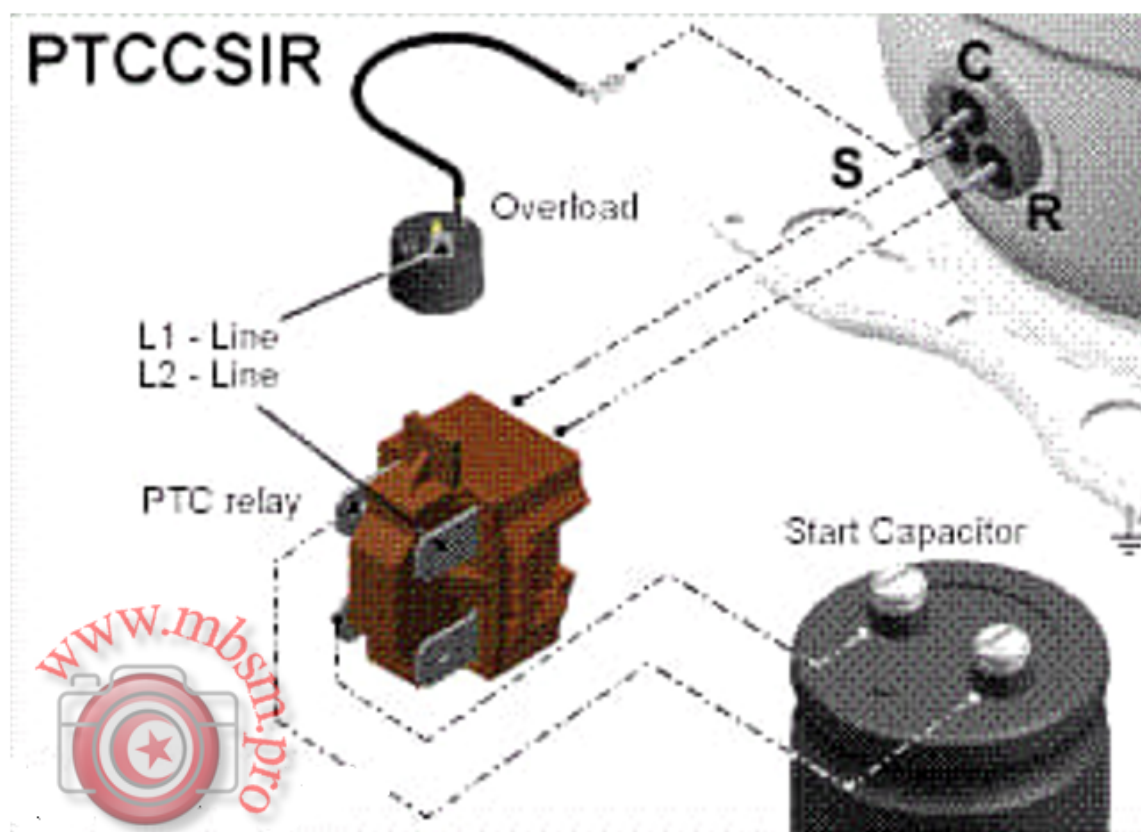 PTCCSIR
C
S
R
Overload
L1 - Line
L2 - Line
PTC relay
Start Capacitor
www.mbsm.pro